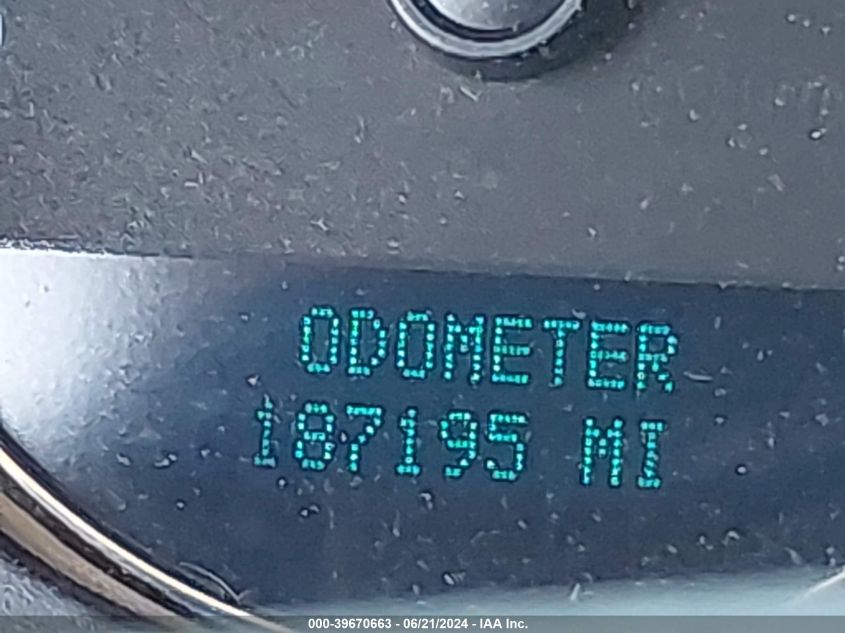 ODOMETER
187195 MI
000-39670663 - 06/21/2024 - IAA Inc.